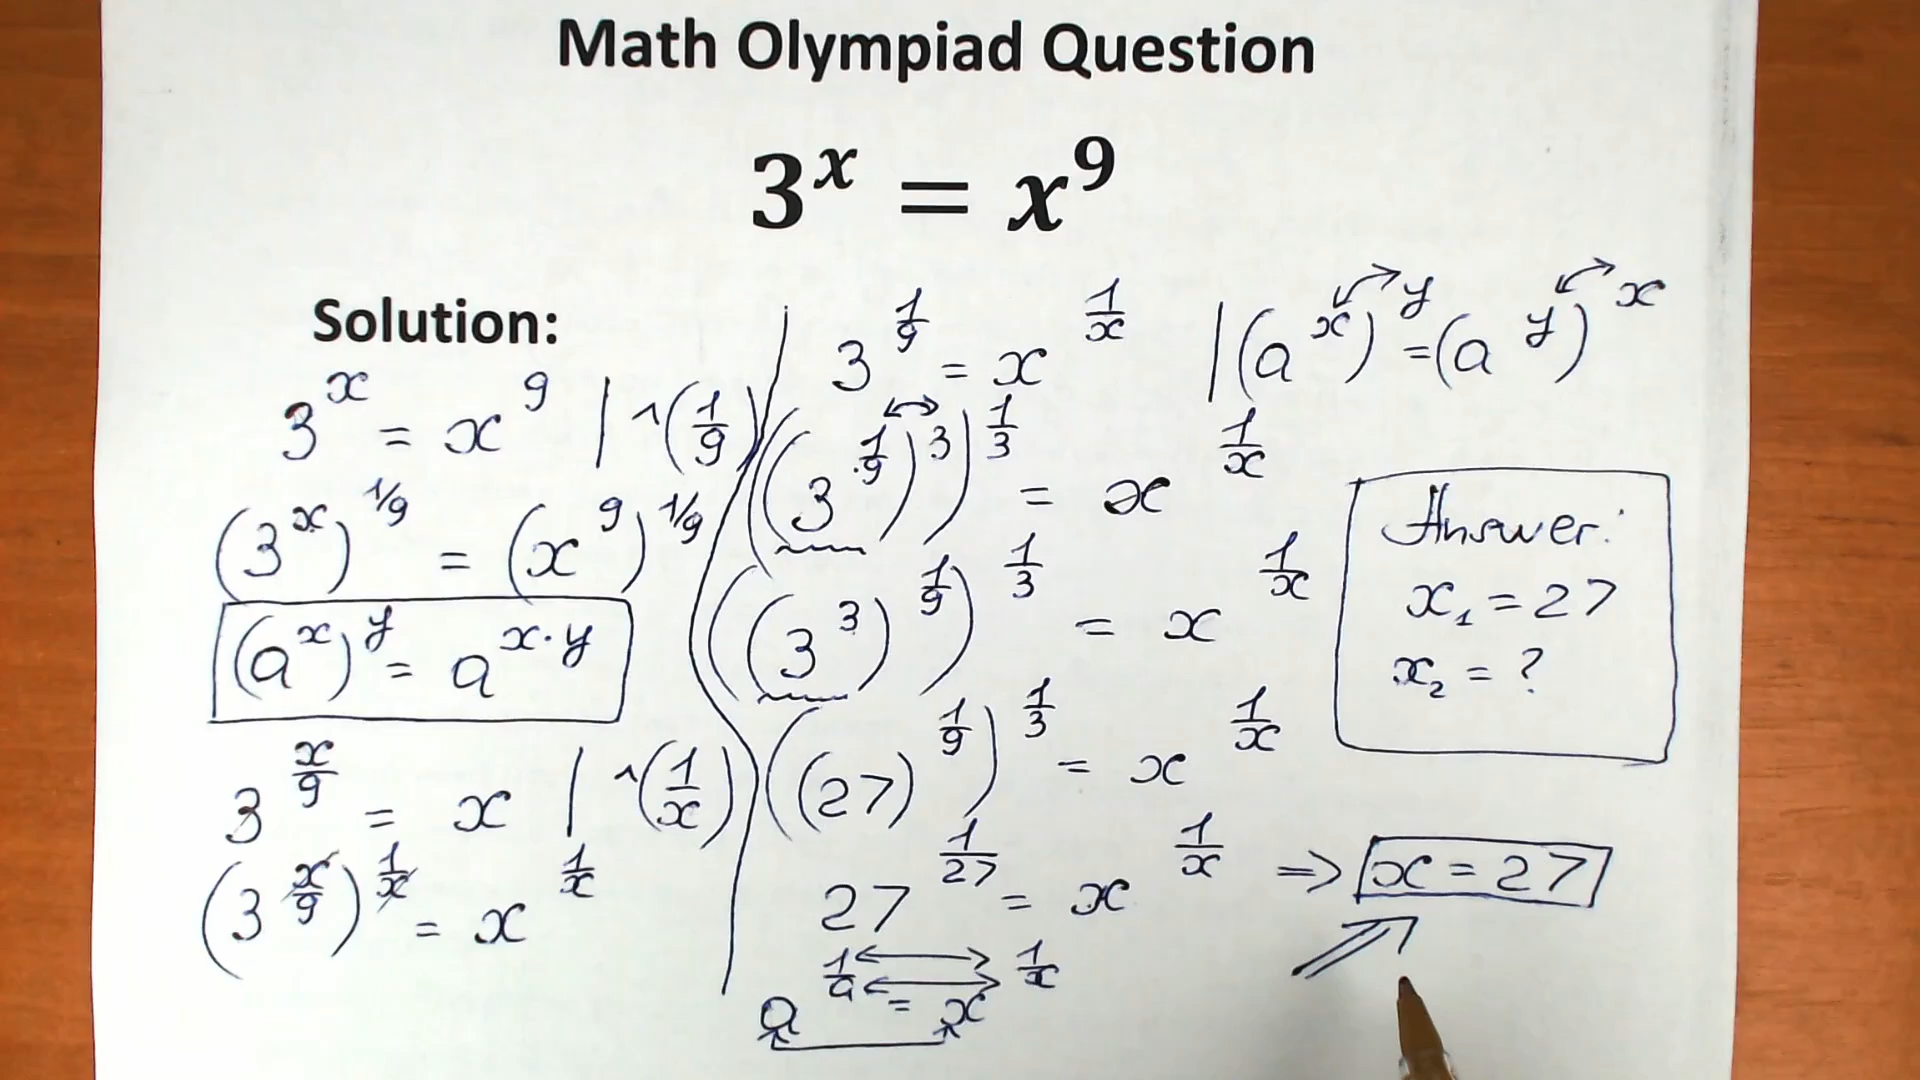 Math Olympiad Question
3^x = x^9
Solution:
3^x = x^9 | ^(1/9)
(3^x)^1/9 = (x^9)^1/9
(a^x)^y = a^x·y
3^(x/9) = x | ^(1/x)
(3^(x/9))^(1/x) = x^(1/x)
3^(1/9) = x^(1/x) | (a^x)^y = (a^y)^x
((3^(1/9))^3)^(1/3) = x^(1/x)
((3^3)^(1/9))^(1/3) = x^(1/x)
((27)^(1/9))^(1/3) = x^(1/x)
27^(1/27) = x^(1/x) ⇒ x = 27
a^(1/a) = x^(1/x)
Answer:
x₁ = 27
x₂ = ?